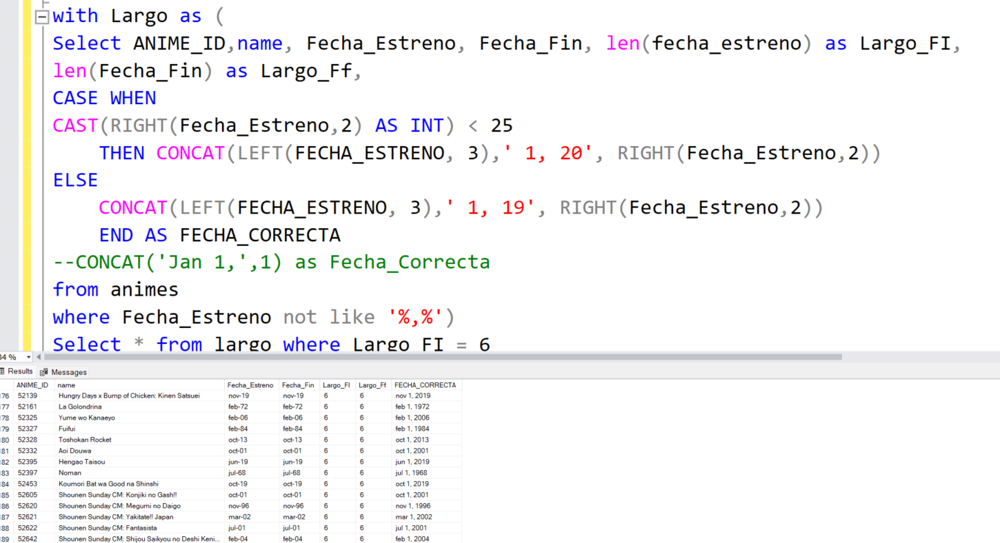 with Largo as (
Select ANIME_ID,name, Fecha_Estreno, Fecha_Fin, len(fecha_estreno) as Largo_FI,
len(Fecha_Fin) as Largo_Ff,
CASE WHEN
CAST(RIGHT(Fecha_Estreno,2) AS INT) < 25
THEN CONCAT(LEFT(FECHA_ESTRENO, 3),' 1, 20', RIGHT(Fecha_Estreno,2))
ELSE
CONCAT(LEFT(FECHA_ESTRENO, 3),' 1, 19', RIGHT(Fecha_Estreno,2))
END AS FECHA_CORRECTA
--CONCAT('Jan 1,',1) as Fecha_Correcta
from animes
where Fecha_Estreno not like '%,%')
Select * from largo where Largo FI = 6
34 %
Results Messages
ANIME_ID name Fecha_Estreno Fecha_Fin Largo_FI Largo_Ff FECHA_CORRECTA
176 52139 Hungry Days x Bump of Chicken: Kinen Satsuei nov-19 nov-19 6 6 nov 1, 2019
177 52161 La Golondrina feb-72 feb-72 6 6 feb 1, 1972
178 52325 Yume wo Kanaeyo feb-06 feb-06 6 6 feb 1, 2006
179 52327 Fuifui feb-84 feb-84 6 6 feb 1, 1984
180 52328 Toshokan Rocket oct-13 oct-13 6 6 oct 1, 2013
181 52332 Aoi Douwa oct-01 oct-01 6 6 oct 1, 2001
182 52395 Hengao Taisou jun-19 jun-19 6 6 jun 1, 2019
183 52397 Noman jul-68 jul-68 6 6 jul 1, 1968
184 52453 Koumori Bat wa Good na Shinshi oct-19 oct-19 6 6 oct 1, 2019
185 52605 Shounen Sunday CM: Konjiki no Gash!! oct-01 oct-01 6 6 oct 1, 2001
186 52620 Shounen Sunday CM: Megumi no Daigo nov-96 nov-96 6 6 nov 1, 1996
187 52621 Shounen Sunday CM: Yakitate!! Japan mar-02 mar-02 6 6 mar 1, 2002
188 52622 Shounen Sunday CM: Fantasista jul-01 jul-01 6 6 jul 1, 2001
189 52642 Shounen Sunday CM: Shijou Saikyou no Deshi Keni... feb-04 feb-04 6 6 feb 1, 2004